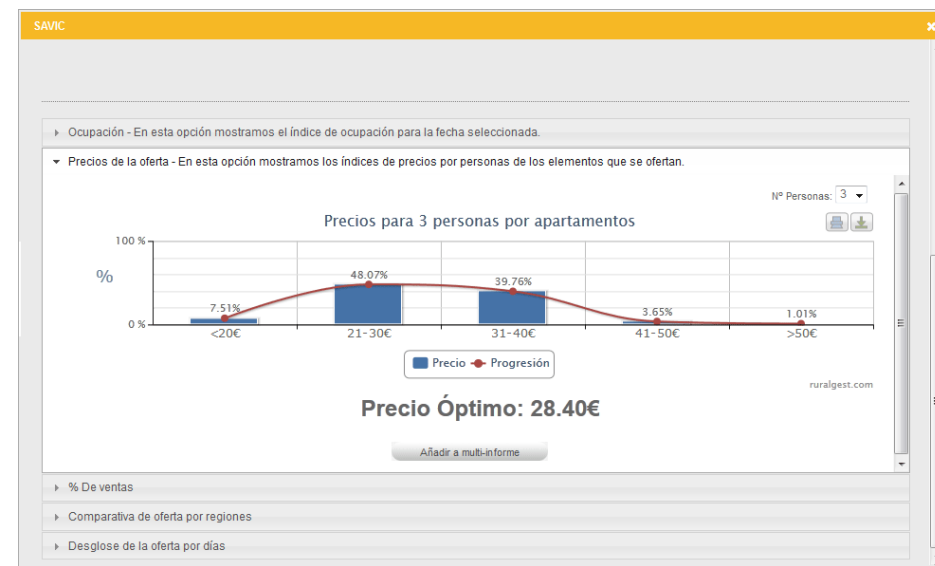 SAVIC
Ocupación - En esta opción mostramos el índice de ocupación para la fecha seleccionada.
Precios de la oferta - En esta opción mostramos los índices de precios por personas de los elementos que se ofertan.
Nº Personas: 3
Precios para 3 personas por apartamentos
100 %
%
48.07%
39.76%
7.51%
3.65%
1.01%
0 %
<20€ 21-30€ 31-40€ 41-50€ >50€
Precio Progresión
ruralgest.com
Precio Óptimo: 28.40€
Añadir a multi-informe
% De ventas
Comparativa de oferta por regiones
Desglose de la oferta por días